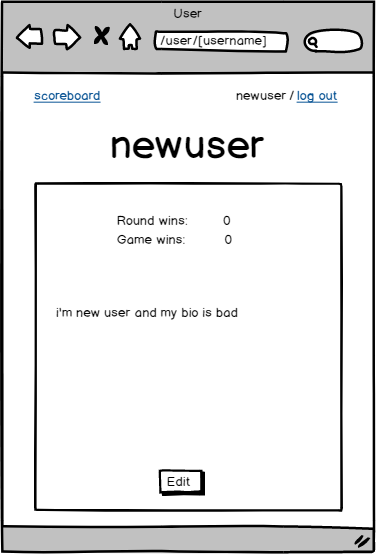 User
/user/[username]
scoreboard newuser / log out
newuser
Round wins: 0
Game wins: 0
i'm new user and my bio is bad
Edit